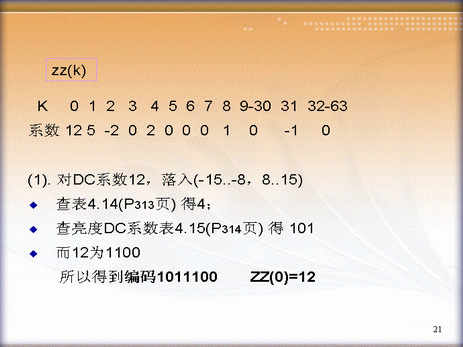 zz(k)
K 0 1 2 3 4 5 6 7 8 9-30 31 32-63
系数 12 5 -2 0 2 0 0 0 1 0 -1 0
(1). 对DC系数12，落入(-15..-8，8..15)
◆ 查表4.14(P313页) 得4；
◆ 查亮度DC系数表4.15(P314页) 得 101
◆ 而12为1100
所以得到编码1011100 ZZ(0)=12
21